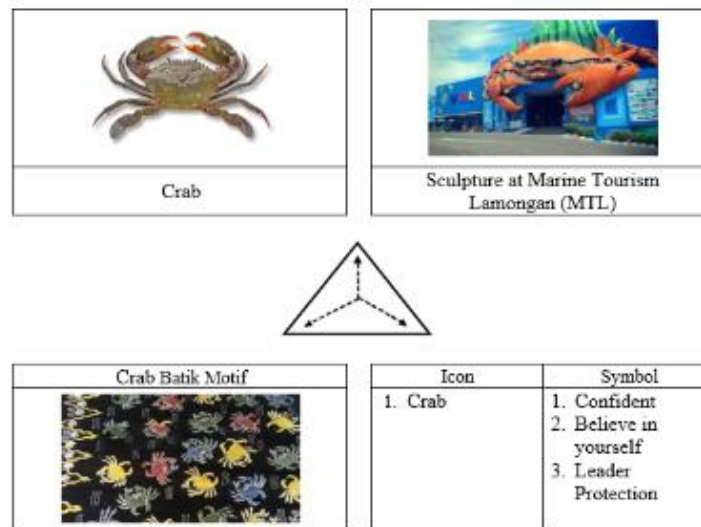 Crab
Sculpture at Marine Tourism
Lamongan (MTL)
Crab Batik Motif
Icon
Symbol
1. Crab
1. Confident
2. Believe in
yourself
3. Leader
Protection